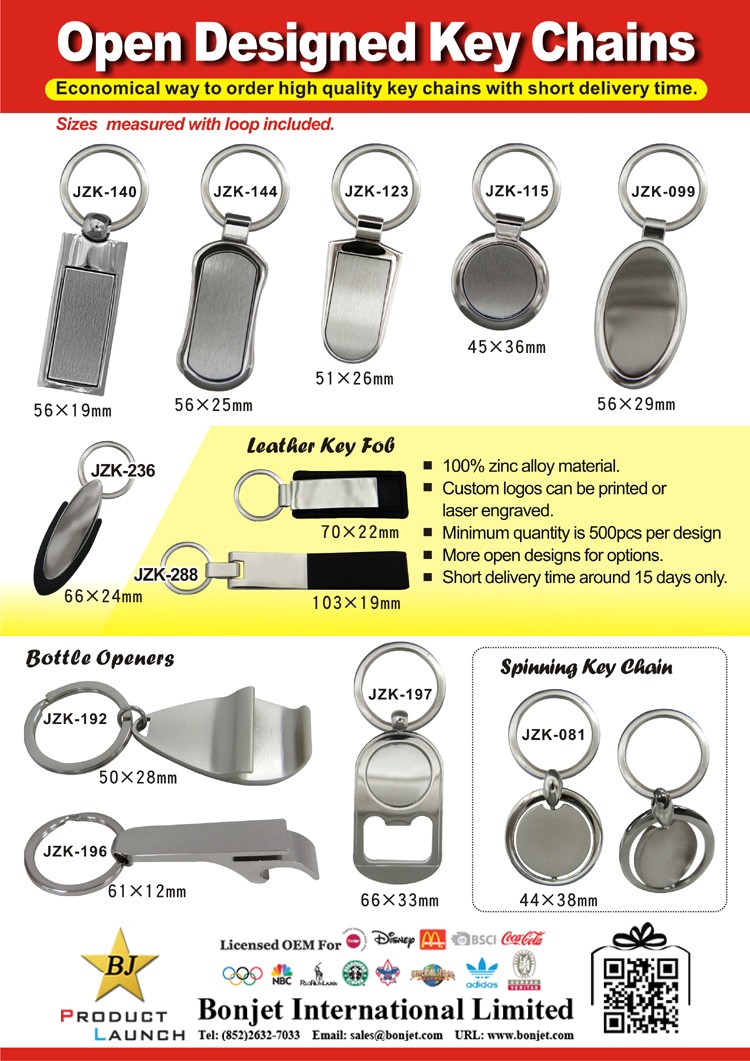 Open Designed Key Chains
Economical way to order high quality key chains with short delivery time.
Sizes measured with loop included.
JZK-140
JZK-144
JZK-123
JZK-115
JZK-099
45×36mm
51×26mm
56×19mm
56×25mm
56×29mm
JZK-236
66×24mm
Leather Key Fob
70×22mm
JZK-288
103×19mm
■ 100% zinc alloy material.
■ Custom logos can be printed or
laser engraved.
■ Minimum quantity is 500pcs per design
■ More open designs for options.
■ Short delivery time around 15 days only.
Bottle Openers
JZK-192
50×28mm
JZK-196
61×12mm
JZK-197
66×33mm
Spinning Key Chain
JZK-081
44×38mm
BJ
PRODUCT
LAUNCH
Licensed OEM For
Disney
BSCI
Coca-Cola
NBC
adidas
Bonjet International Limited
Tel: (852)2632-7033 Email: sales@bonjet.com URL: www.bonjet.com